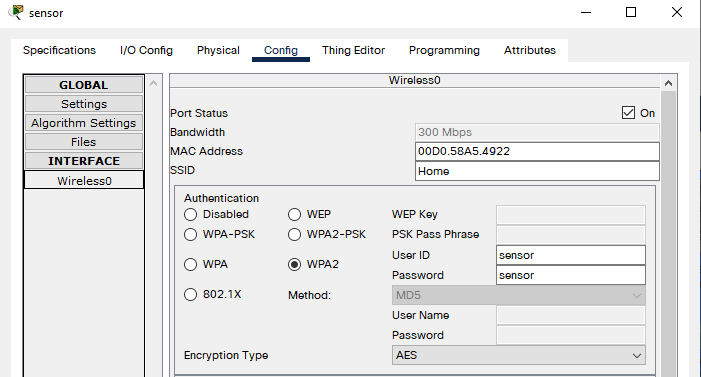 sensor
Specifications I/O Config Physical Config Thing Editor Programming Attributes
GLOBAL
Settings
Algorithm Settings
Files
INTERFACE
Wireless0
Wireless0
Port Status On
Bandwidth 300 Mbps
MAC Address 00D0.58A5.4922
SSID Home
Authentication
Disabled WEP WEP Key
WPA-PSK WPA2-PSK PSK Pass Phrase
User ID sensor
WPA WPA2
Password sensor
802.1X Method: MD5
User Name
Password
Encryption Type AES